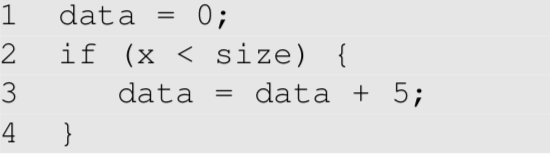 1 data = 0;
2 if (x < size) {
3     data = data + 5;
4 }